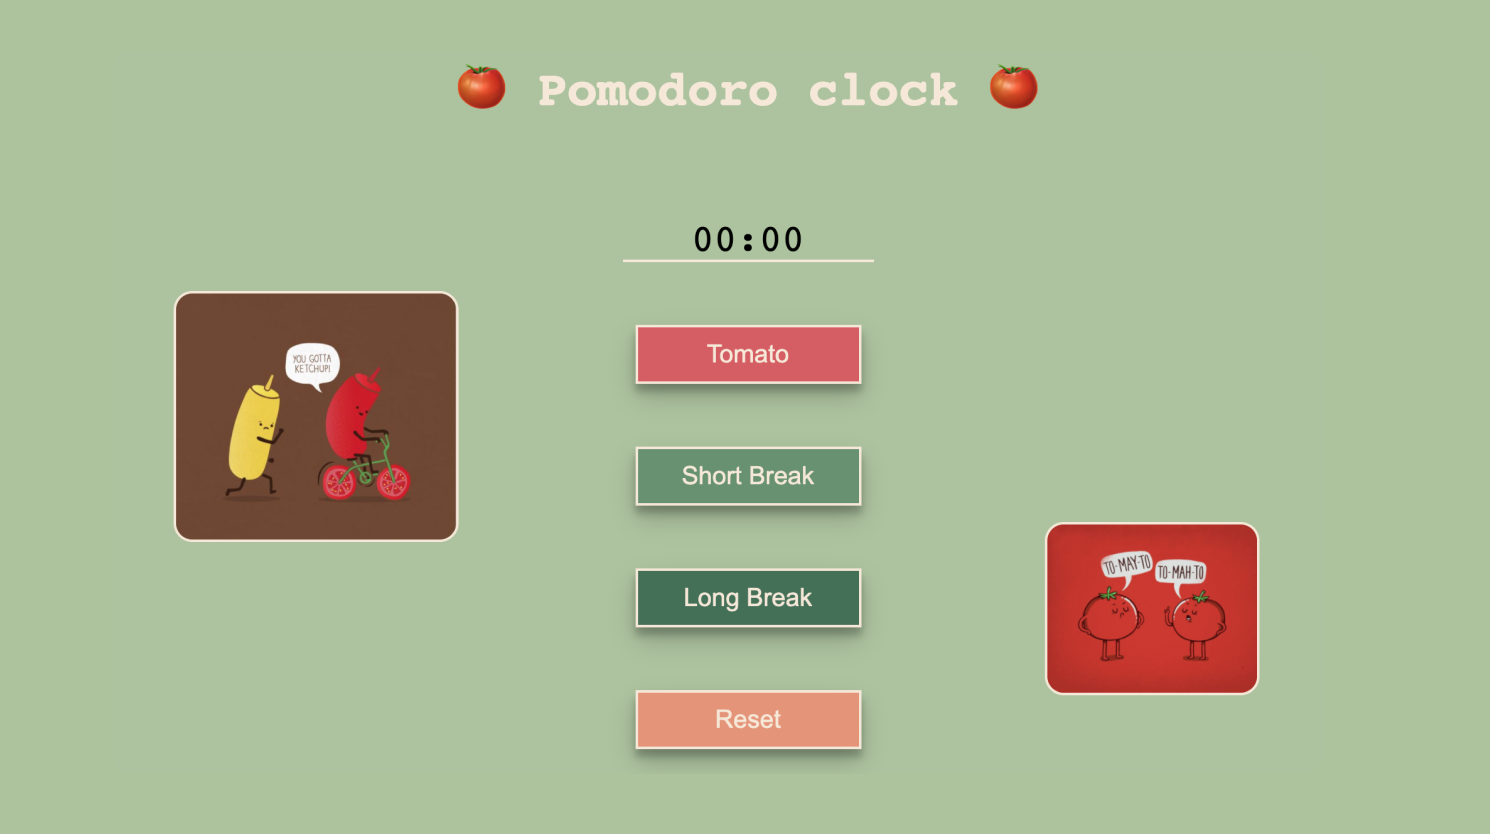 Pomodoro clock
00:00
YOU GOTTA
KETCHUP!
Tomato
Short Break
Long Break
TO-MAY-TO
TO-MAH-TO
Reset